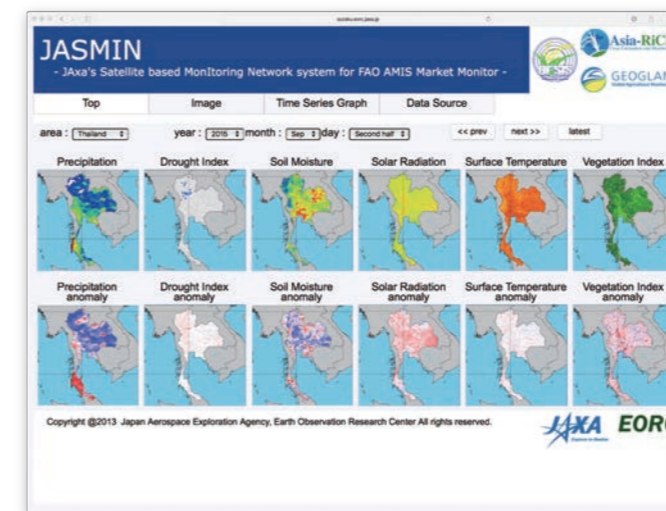 JASMIN
- JAxa's Satellite based MonItoring Network system for FAO AMIS Market Monitor -
Asia-RiC
GEOGLAM
Top Image Time Series Graph Data Source
area : Thailand year : 2015 month : Sep day : Second half << prev next >> latest
Precipitation Drought Index Soil Moisture Solar Radiation Surface Temperature Vegetation Index
Precipitation anomaly Drought Index anomaly Soil Moisture anomaly Solar Radiation anomaly Surface Temperature anomaly Vegetation Index anomaly
Copyright @2013 Japan Aerospace Exploration Agency, Earth Observation Research Center All rights reserved.
JAXA EORC